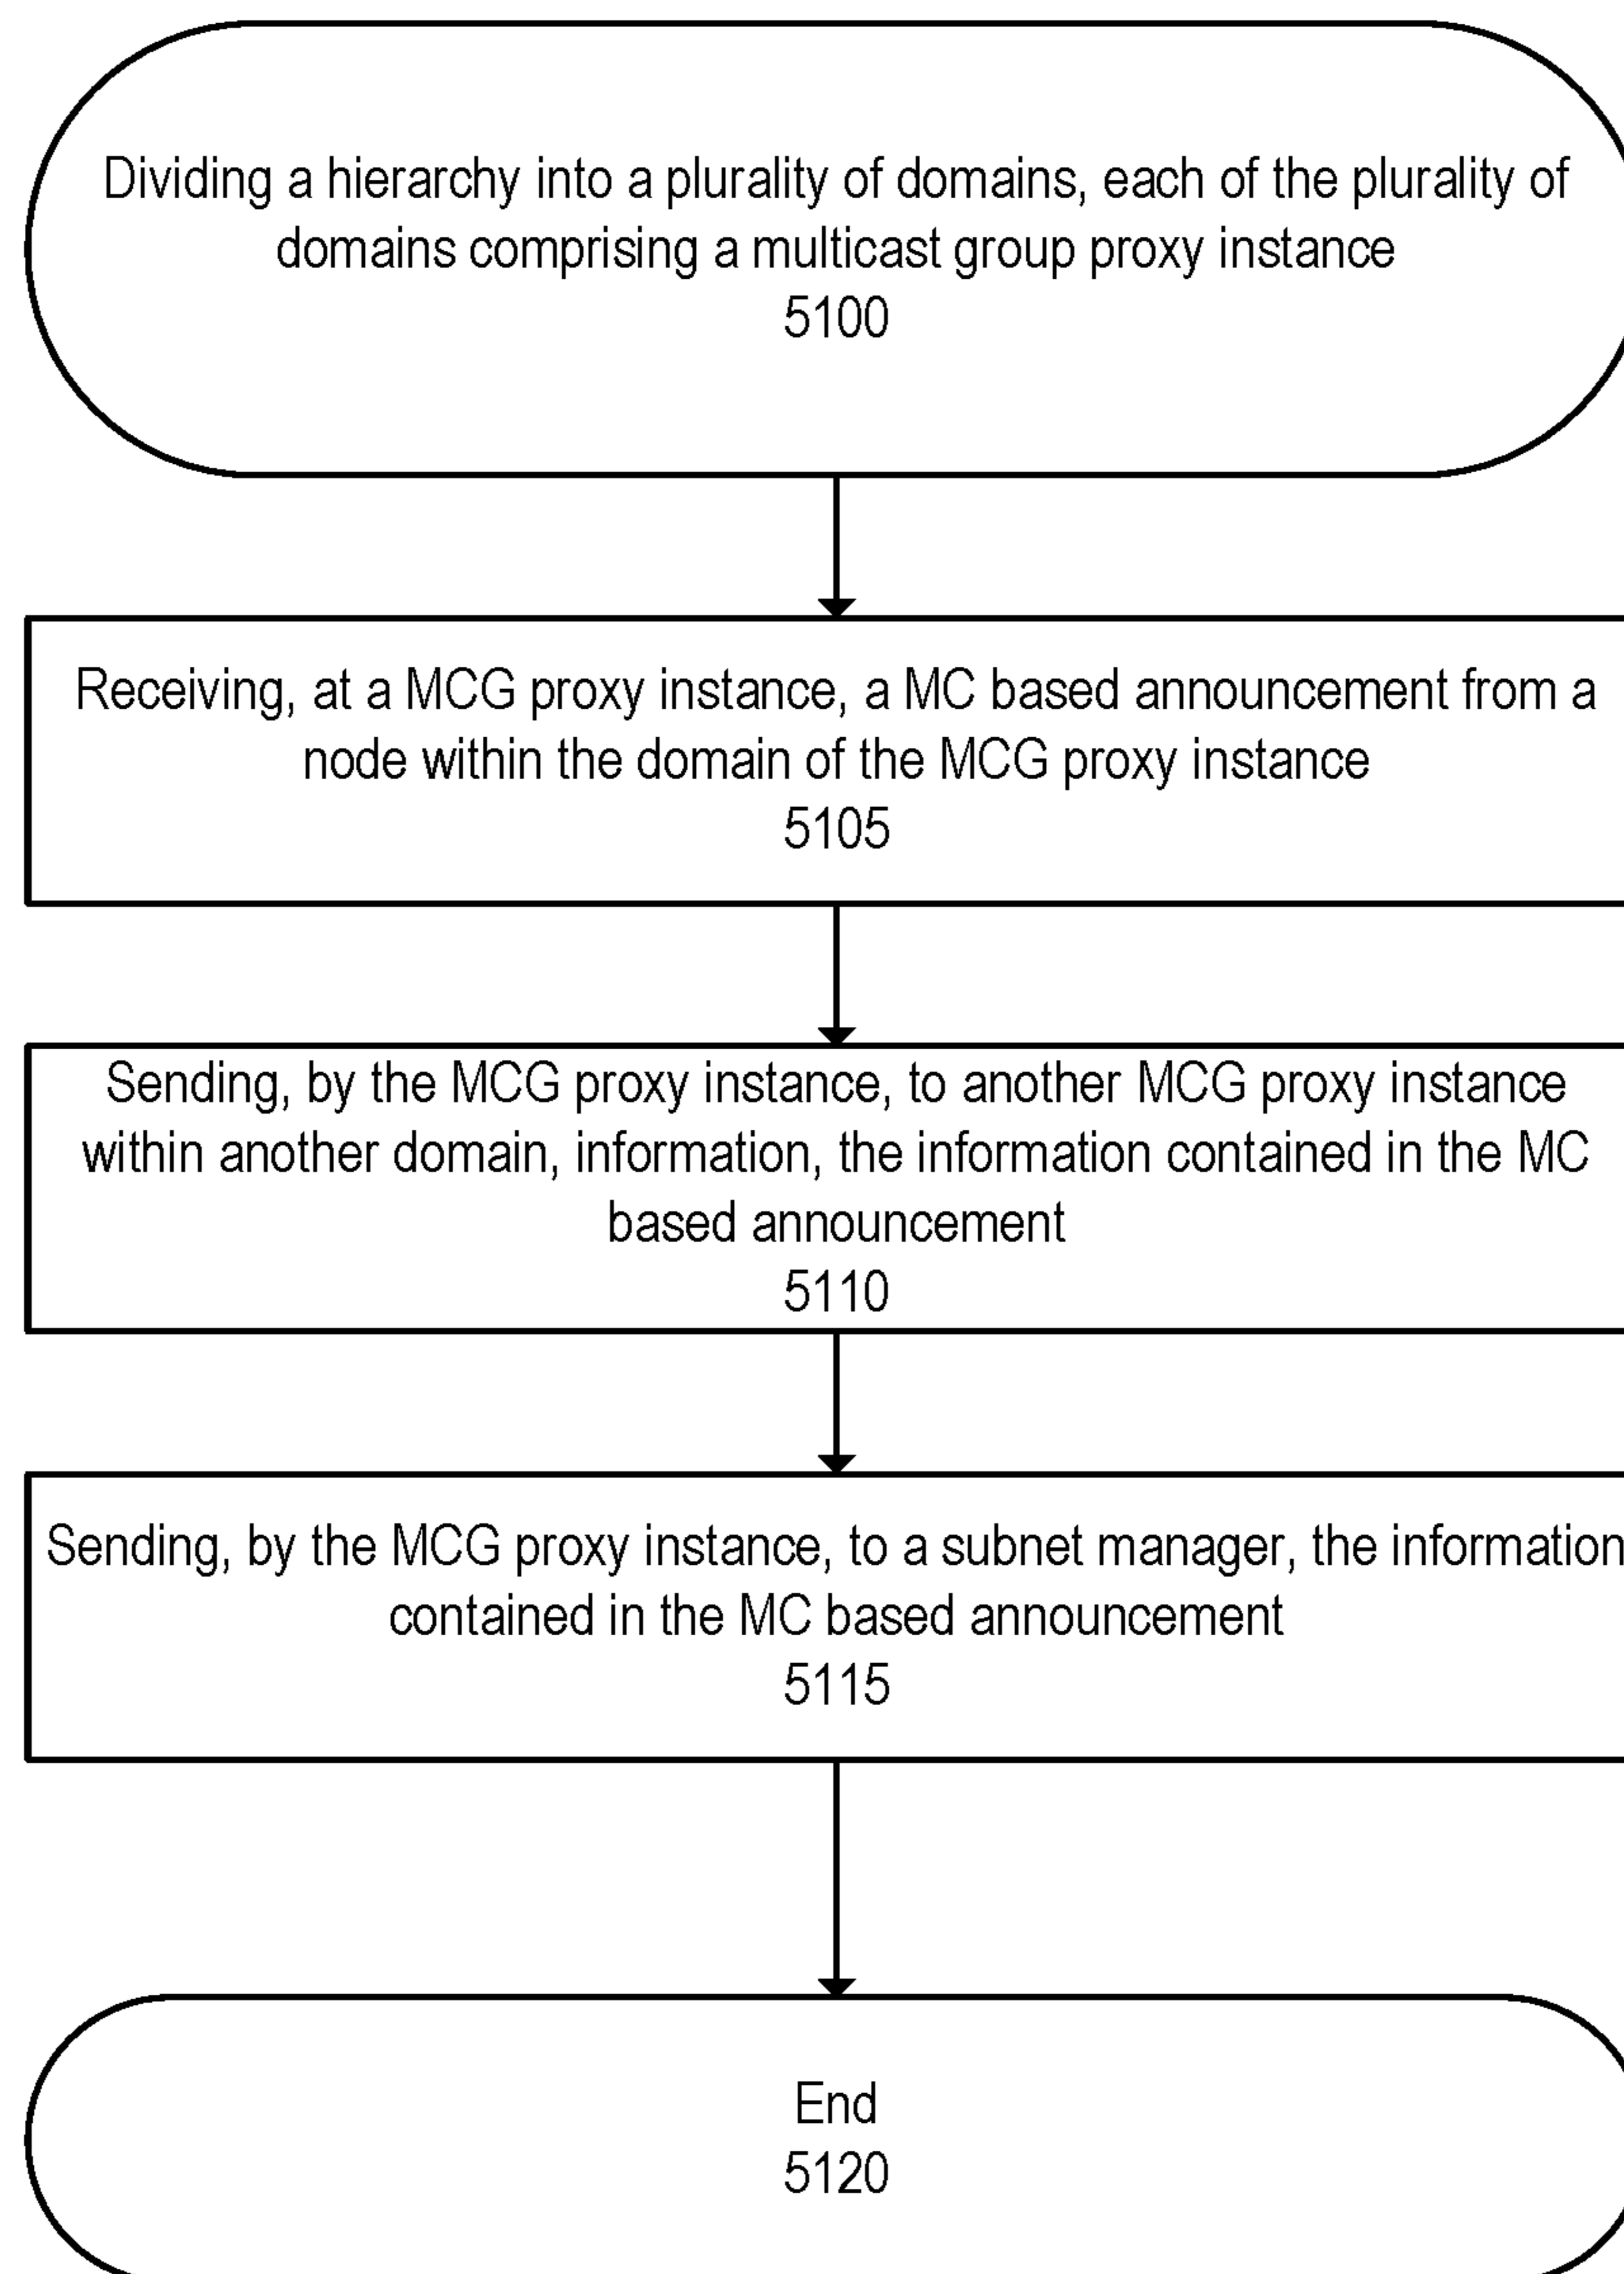 Dividing a hierarchy into a plurality of domains, each of the plurality of
domains comprising a multicast group proxy instance
5100
Receiving, at a MCG proxy instance, a MC based announcement from a
node within the domain of the MCG proxy instance
5105
Sending, by the MCG proxy instance, to another MCG proxy instance
within another domain, information, the information contained in the MC
based announcement
5110
Sending, by the MCG proxy instance, to a subnet manager, the information
contained in the MC based announcement
5115
End
5120